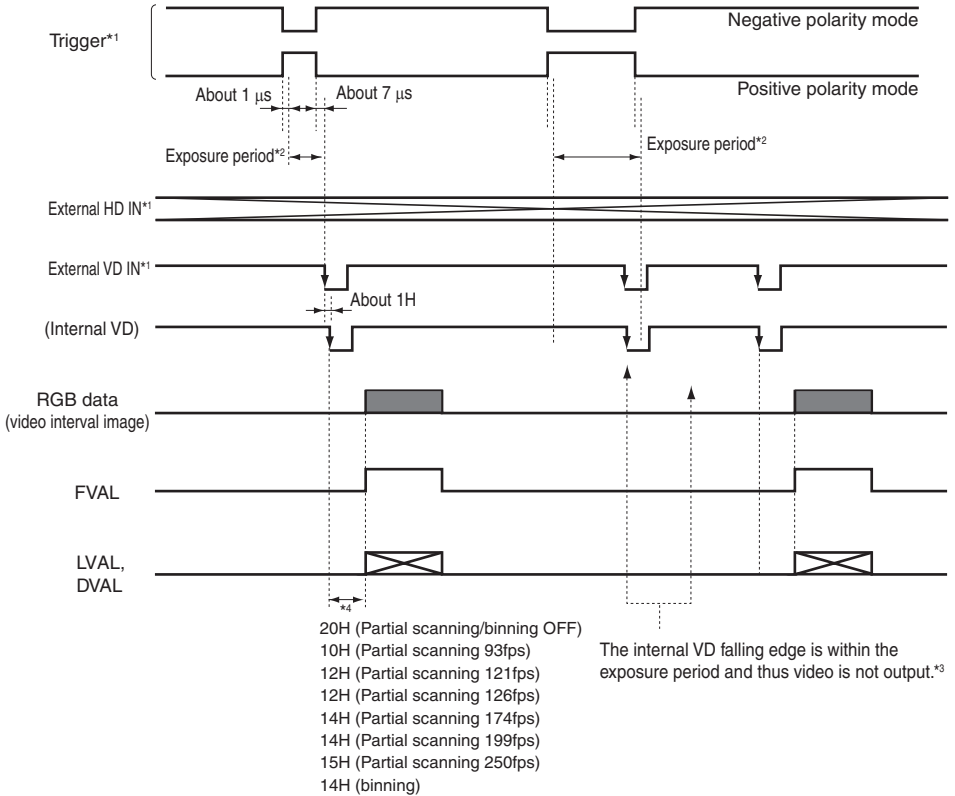 Negative polarity mode
Trigger*1
Positive polarity mode
About 1 μs
About 7 μs
Exposure period*2
Exposure period*2
External HD IN*1
External VD IN*1
About 1H
(Internal VD)
RGB data
(video interval image)
FVAL
LVAL,
DVAL
*4
20H (Partial scanning/binning OFF)
10H (Partial scanning 93fps)
12H (Partial scanning 121fps)
12H (Partial scanning 126fps)
14H (Partial scanning 174fps)
14H (Partial scanning 199fps)
15H (Partial scanning 250fps)
14H (binning)
The internal VD falling edge is within the
exposure period and thus video is not output.*3